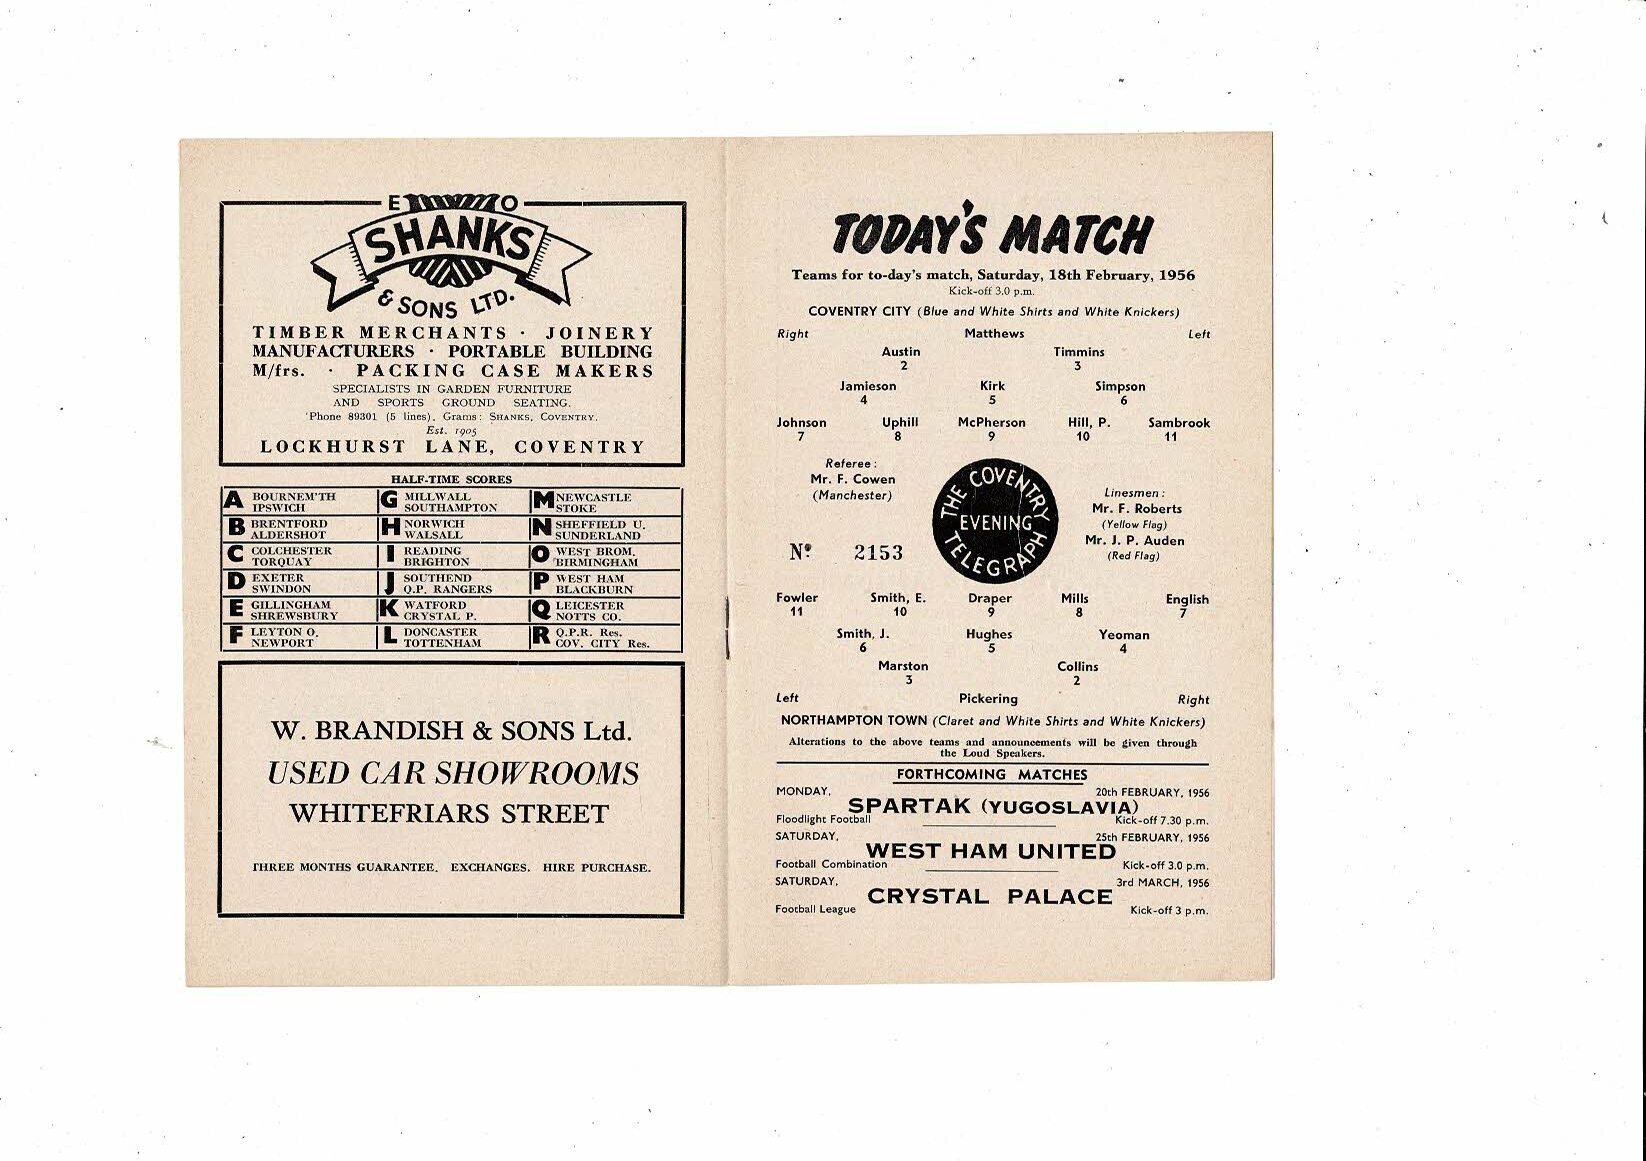 E O
SHANKS
& SONS LTD.
TIMBER MERCHANTS · JOINERY
MANUFACTURERS · PORTABLE BUILDING
M/frs. · PACKING CASE MAKERS
SPECIALISTS IN GARDEN FURNITURE
AND SPORTS GROUND SEATING.
'Phone 89301 (5 lines). Grams: SHANKS, COVENTRY.
Est. 1905
LOCKHURST LANE, COVENTRY
HALF-TIME SCORES
A BOURNEM'TH
IPSWICH
B BRENTFORD
ALDERSHOT
C COLCHESTER
TORQUAY
D EXETER
SWINDON
E GILLINGHAM
SHREWSBURY
F LEYTON O.
NEWPORT
G MILLWALL
SOUTHAMPTON
H NORWICH
WALSALL
I READING
BRIGHTON
J SOUTHEND
Q.P. RANGERS
K WATFORD
CRYSTAL P.
L DONCASTER
TOTTENHAM
M NEWCASTLE
STOKE
N SHEFFIELD U.
SUNDERLAND
O WEST BROM.
BIRMINGHAM
P WEST HAM
BLACKBURN
Q LEICESTER
NOTTS CO.
R Q.P.R. Res.
COV. CITY Res.
W. BRANDISH & SONS Ltd.
USED CAR SHOWROOMS
WHITEFRIARS STREET
THREE MONTHS GUARANTEE. EXCHANGES. HIRE PURCHASE.
TODAY'S MATCH
Teams for to-day's match, Saturday, 18th February, 1956
Kick-off 3.0 p.m.
COVENTRY CITY (Blue and White Shirts and White Knickers)
Right Matthews Left
Austin Timmins
2 3
Jamieson Kirk Simpson
4 5 6
Johnson Uphill McPherson Hill, P. Sambrook
7 8 9 10 11
Referee:
Mr. F. Cowen
(Manchester)
Nº 2153
THE COVENTRY
EVENING
TELEGRAPH
Linesmen:
Mr. F. Roberts
(Yellow Flag)
Mr. J. P. Auden
(Red Flag)
Fowler Smith, E. Draper Mills English
11 10 9 8 7
Smith, J. Hughes Yeoman
6 5 4
Marston Collins
3 2
Left Pickering Right
NORTHAMPTON TOWN (Claret and White Shirts and White Knickers)
Alterations to the above teams and announcements will be given through
the Loud Speakers.
FORTHCOMING MATCHES
MONDAY, 20th FEBRUARY, 1956
SPARTAK (YUGOSLAVIA)
Floodlight Football Kick-off 7.30 p.m.
SATURDAY, 25th FEBRUARY, 1956
WEST HAM UNITED
Football Combination Kick-off 3.0 p.m.
SATURDAY, 3rd MARCH, 1956
CRYSTAL PALACE
Football League Kick-off 3 p.m.